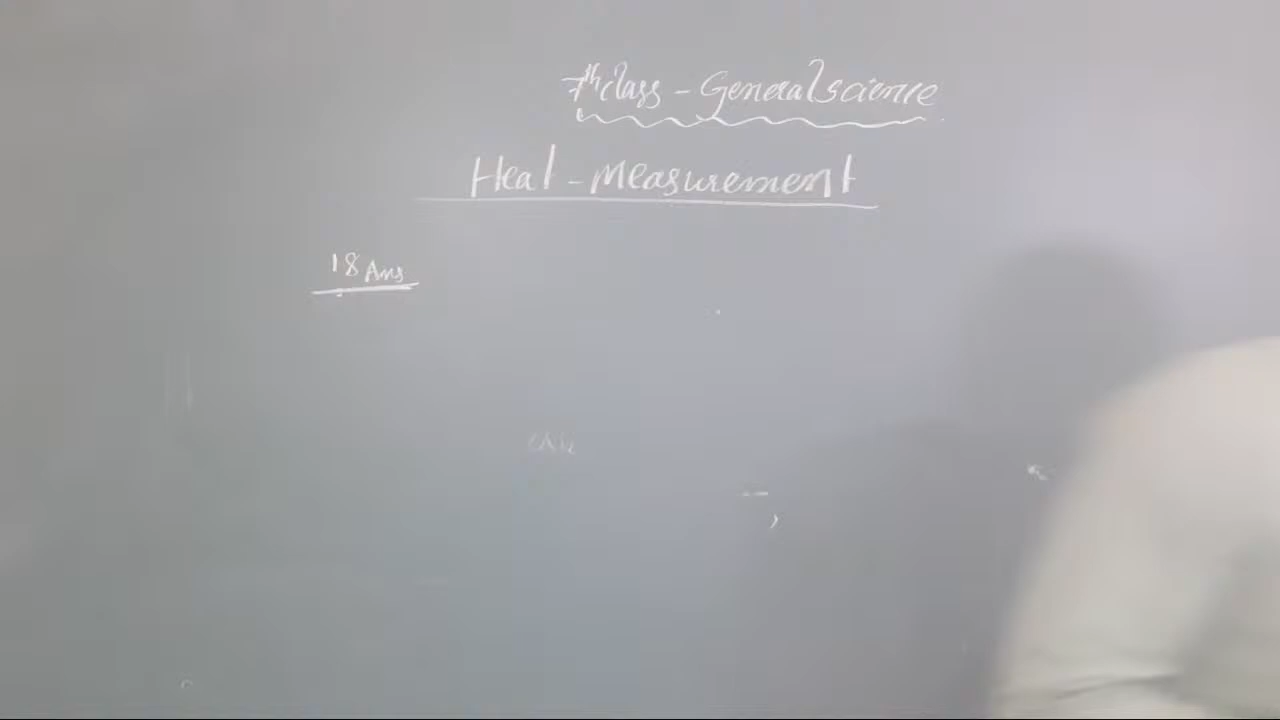 7th class - General science
Heat - Measurement
18 Ans